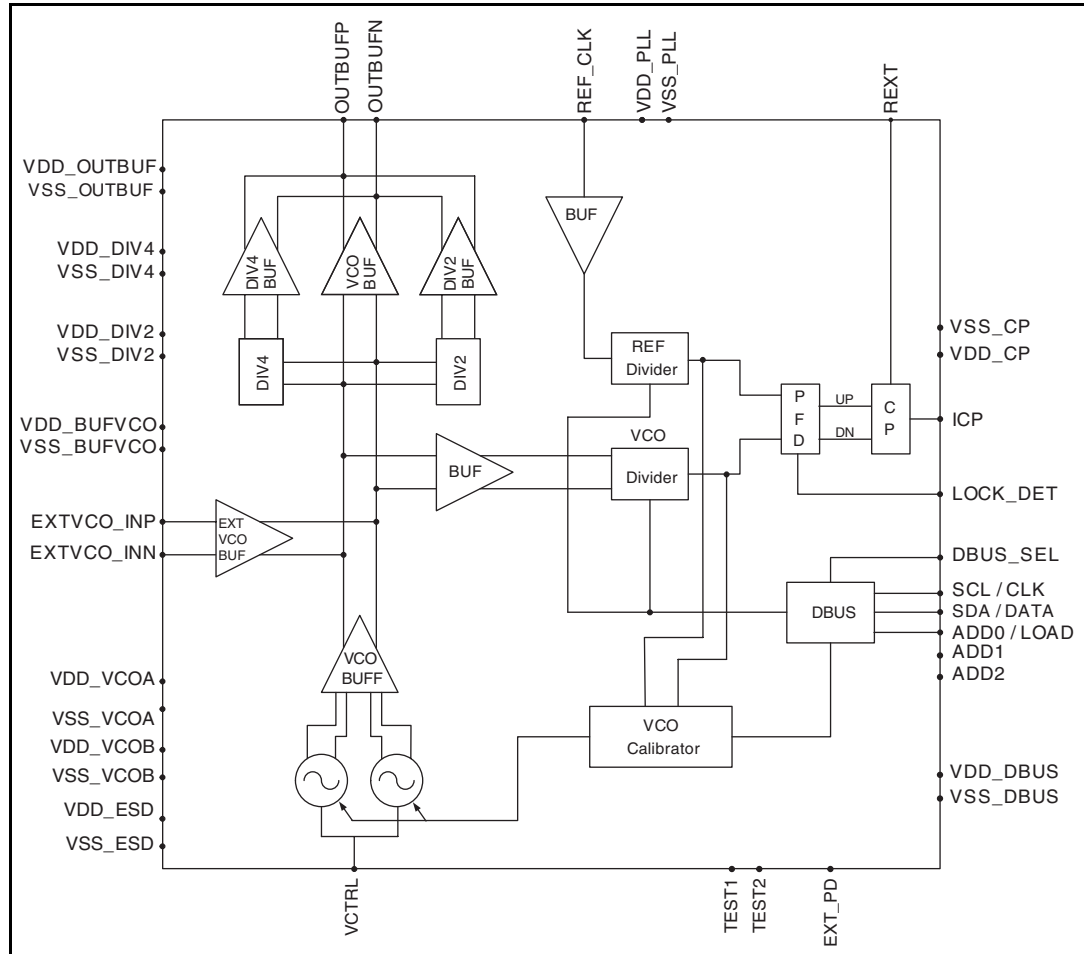 OUTBUFP
OUTBUFN
REF_CLK
VDD_PLL
VSS_PLL
REXT
VDD_OUTBUF
VSS_OUTBUF
VDD_DIV4
VSS_DIV4
VDD_DIV2
VSS_DIV2
VDD_BUFVCO
VSS_BUFVCO
EXTVCO_INP
EXTVCO_INN
VDD_VCOA
VSS_VCOA
VDD_VCOB
VSS_VCOB
VDD_ESD
VSS_ESD
DIV4
BUF
VCO
BUF
DIV2
BUF
DIV4
DIV2
BUF
REF
Divider
VCO
Divider
BUF
EXT
VCO
BUF
VCO
BUFF
P
F
D
UP
DN
C
P
DBUS
VCO
Calibrator
VSS_CP
VDD_CP
ICP
LOCK_DET
DBUS_SEL
SCL / CLK
SDA / DATA
ADD0 / LOAD
ADD1
ADD2
VDD_DBUS
VSS_DBUS
VCTRL
TEST1
TEST2
EXT_PD